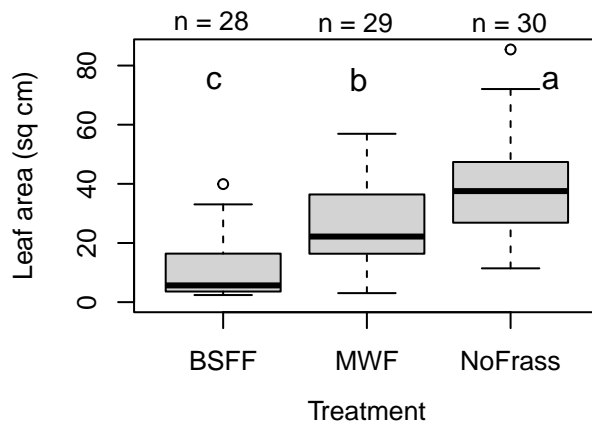 n = 28 n = 29 n = 30
80
60
40
20
0
Leaf area (sq cm)
c b a
BSFF MWF NoFrass
Treatment